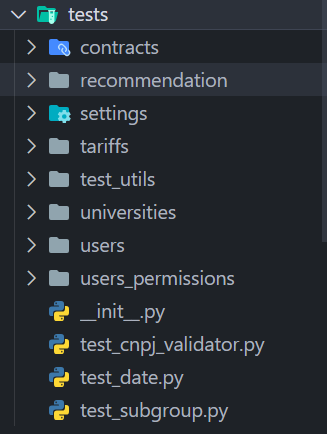 tests
contracts
recommendation
settings
tariffs
test_utils
universities
users
users_permissions
__init__.py
test_cnpj_validator.py
test_date.py
test_subgroup.py